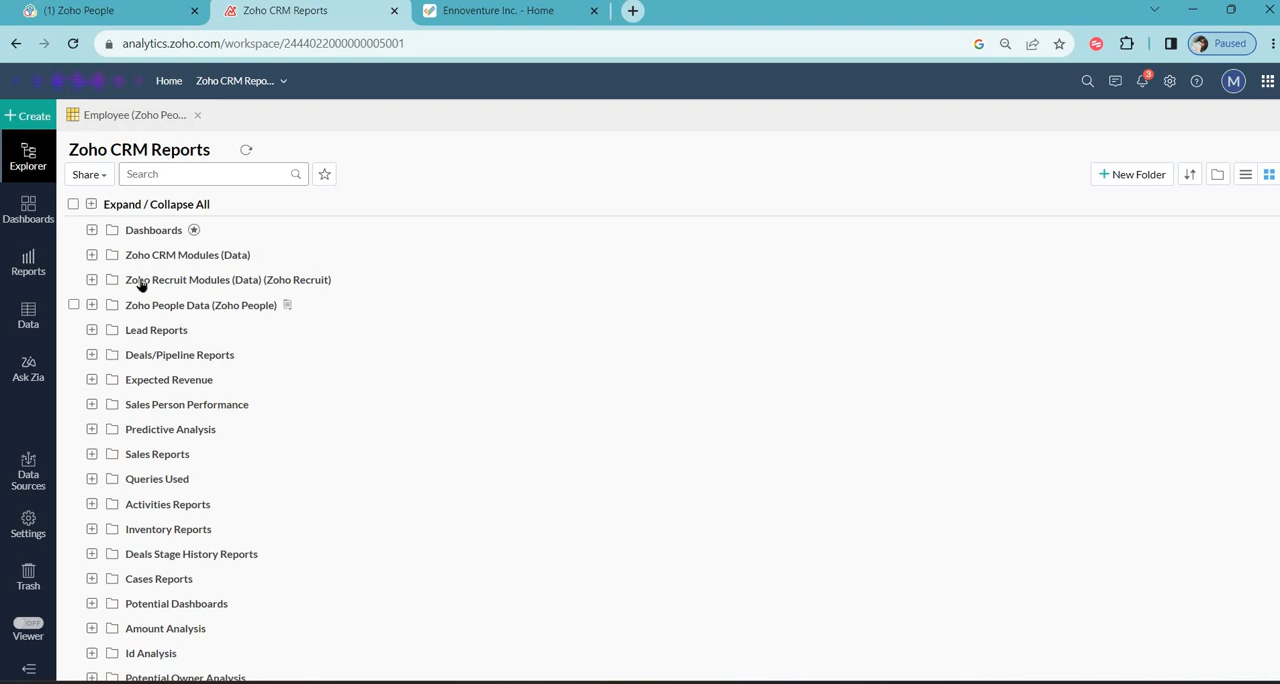 (1) Zoho People
Zoho CRM Reports
Ennoventure Inc. - Home
analytics.zoho.com/workspace/2444022000000005001
Paused
Home
Zoho CRM Repo...
3
M
Create
Employee (Zoho Peo...
Explorer
Zoho CRM Reports
Share
Search
New Folder
Expand / Collapse All
Dashboards
Dashboards
Zoho CRM Modules (Data)
Reports
Zoho Recruit Modules (Data) (Zoho Recruit)
Zoho People Data (Zoho People)
Data
Lead Reports
Deals/Pipeline Reports
Ask Zia
Expected Revenue
Sales Person Performance
Predictive Analysis
Sales Reports
Data
Sources
Queries Used
Activities Reports
Settings
Inventory Reports
Deals Stage History Reports
Trash
Cases Reports
Potential Dashboards
OFF
Viewer
Amount Analysis
Id Analysis
Potential Owner Analysis